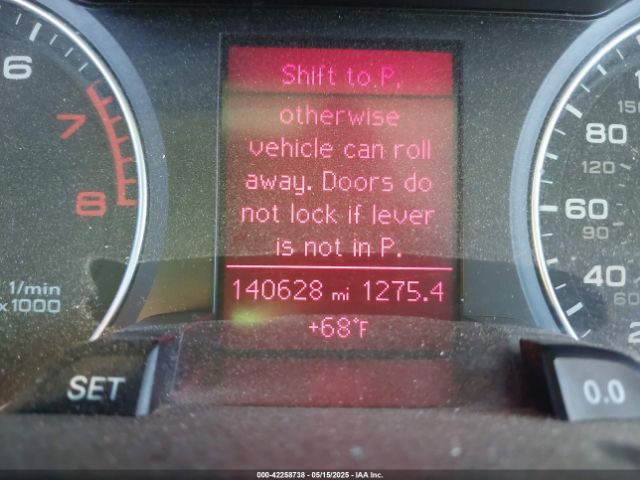 6
7
8
1/min
x1000
SET
Shift to P,
otherwise
vehicle can roll
away. Doors do
not lock if lever
is not in P.
140628 mi 1275.4
+68°F
80
120
60
90
40
60
0.0
000-42258738 - 05/15/2025 - IAA Inc.